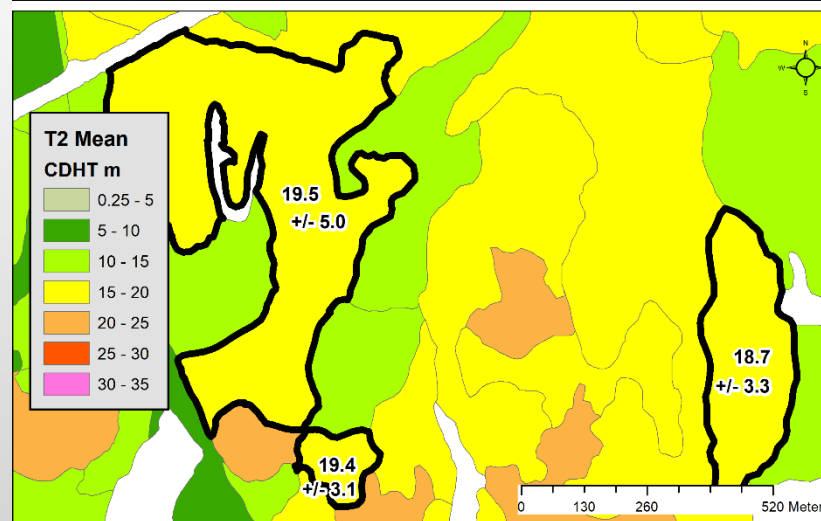 N
W
S
T2 Mean
CDHT m
0.25 - 5
5 - 10
10 - 15
15 - 20
20 - 25
25 - 30
30 - 35
19.5
+/- 5.0
18.7
+/- 3.3
19.4
+/- 3.1
0 130 260 520 Meter